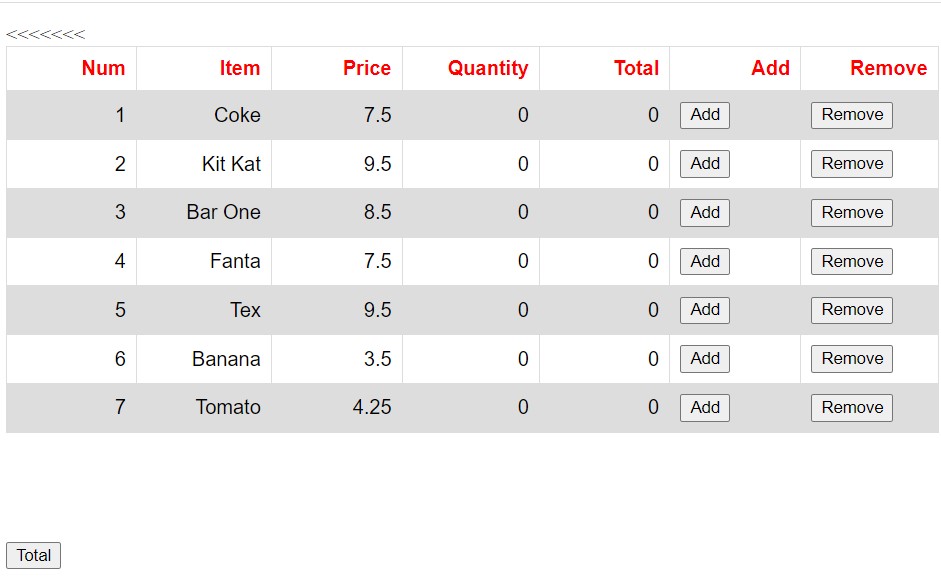 <<<<<<<
Num Item Price Quantity Total Add Remove
1 Coke 7.5 0 0 Add Remove
2 Kit Kat 9.5 0 0 Add Remove
3 Bar One 8.5 0 0 Add Remove
4 Fanta 7.5 0 0 Add Remove
5 Tex 9.5 0 0 Add Remove
6 Banana 3.5 0 0 Add Remove
7 Tomato 4.25 0 0 Add Remove
Total